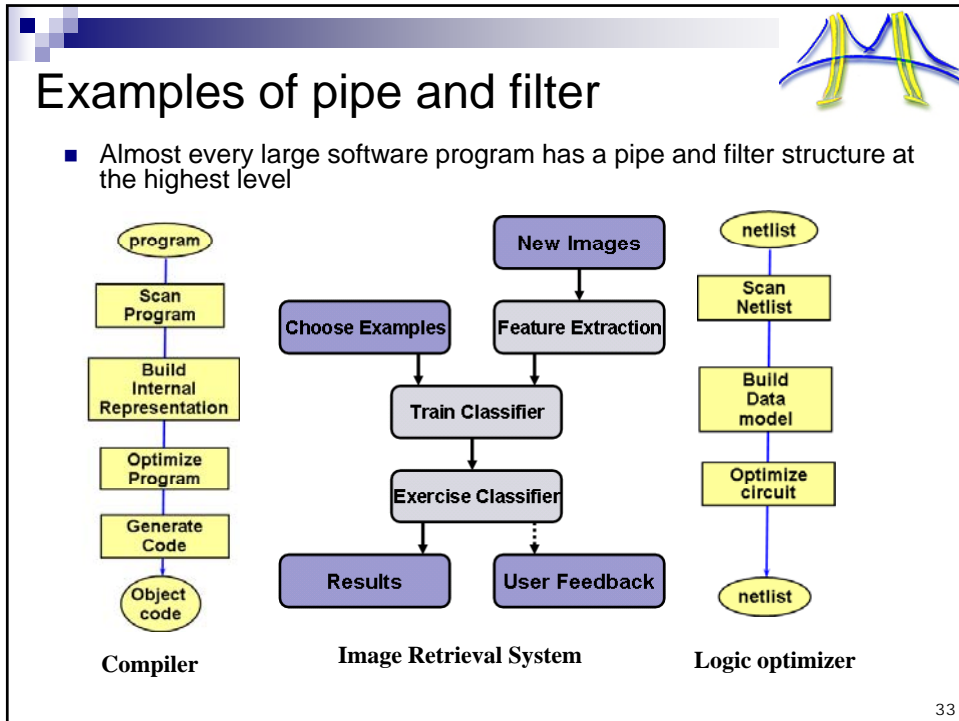 Examples of pipe and filter
Almost every large software program has a pipe and filter structure at
the highest level
program
Scan
Program
Build
Internal
Representation
Optimize
Program
Generate
Code
Object
code
Compiler
New Images
Choose Examples
Feature Extraction
Train Classifier
Exercise Classifier
Results
User Feedback
Image Retrieval System
netlist
Scan
Netlist
Build
Data
model
Optimize
circuit
netlist
Logic optimizer
33